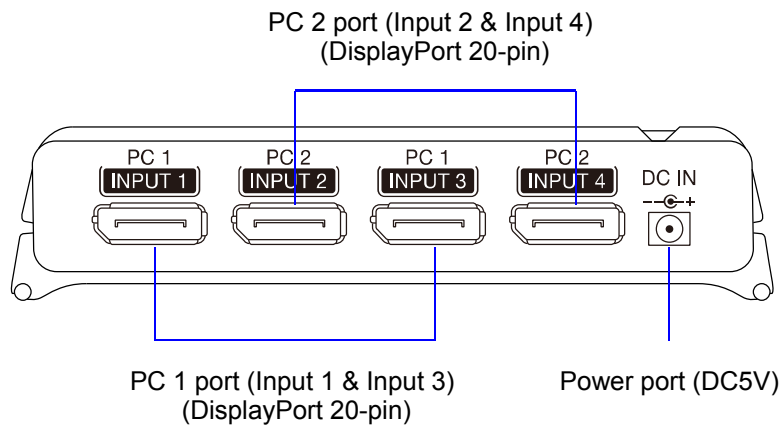 PC 2 port (Input 2 & Input 4)
(DisplayPort 20-pin)
PC 1 PC 2 PC 1 PC 2
INPUT 1 INPUT 2 INPUT 3 INPUT 4 DC IN
- +
PC 1 port (Input 1 & Input 3) Power port (DC5V)
(DisplayPort 20-pin)